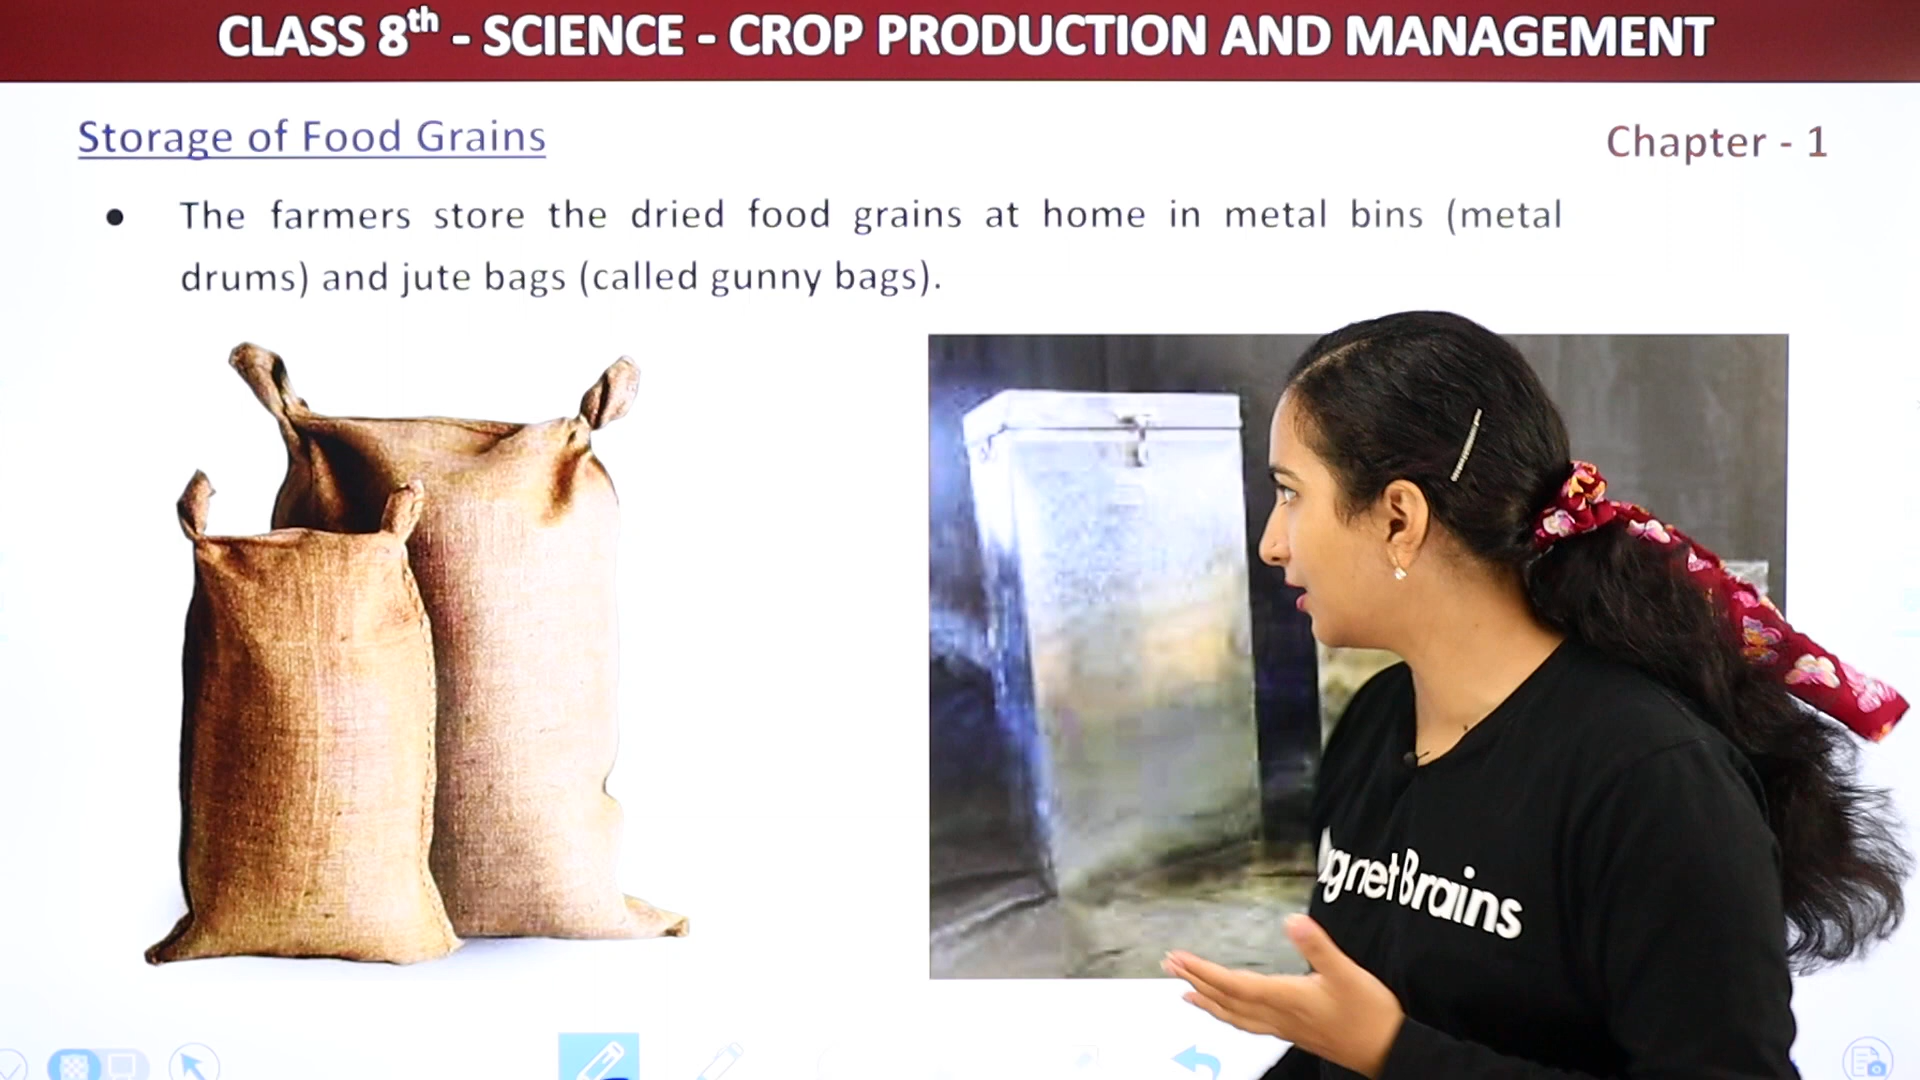 CLASS 8th - SCIENCE - CROP PRODUCTION AND MANAGEMENT
Storage of Food Grains
Chapter - 1
● The farmers store the dried food grains at home in metal bins (metal
drums) and jute bags (called gunny bags).
gnetBrains